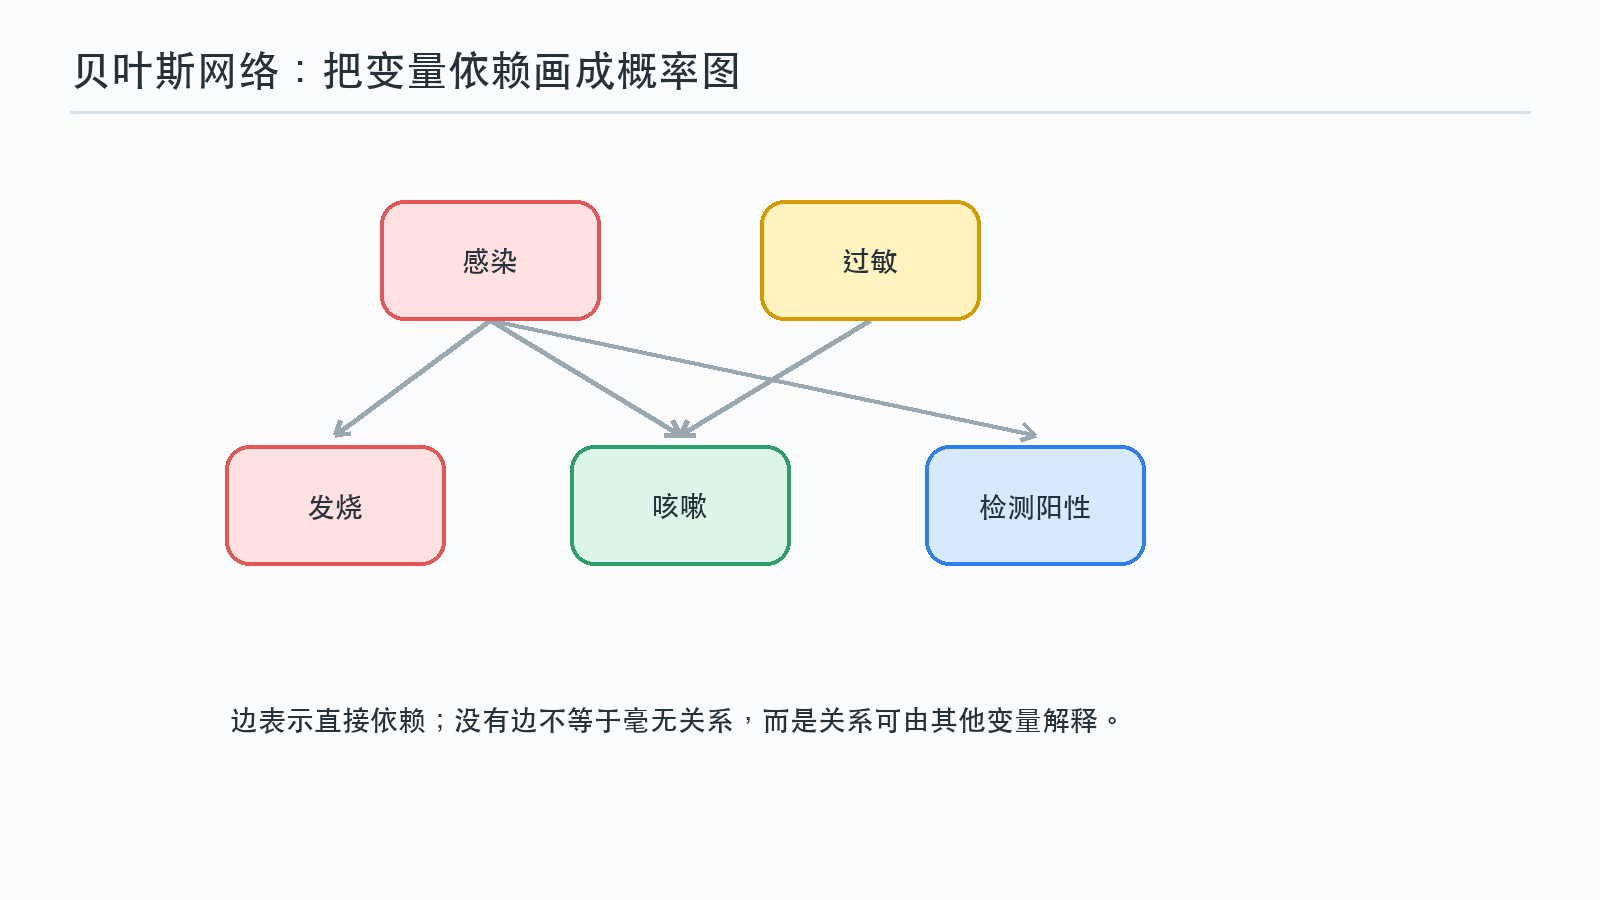 贝叶斯网络：把变量依赖画成概率图
感染
过敏
发烧
咳嗽
检测阳性
边表示直接依赖；没有边不等于毫无关系，而是关系可由其他变量解释。